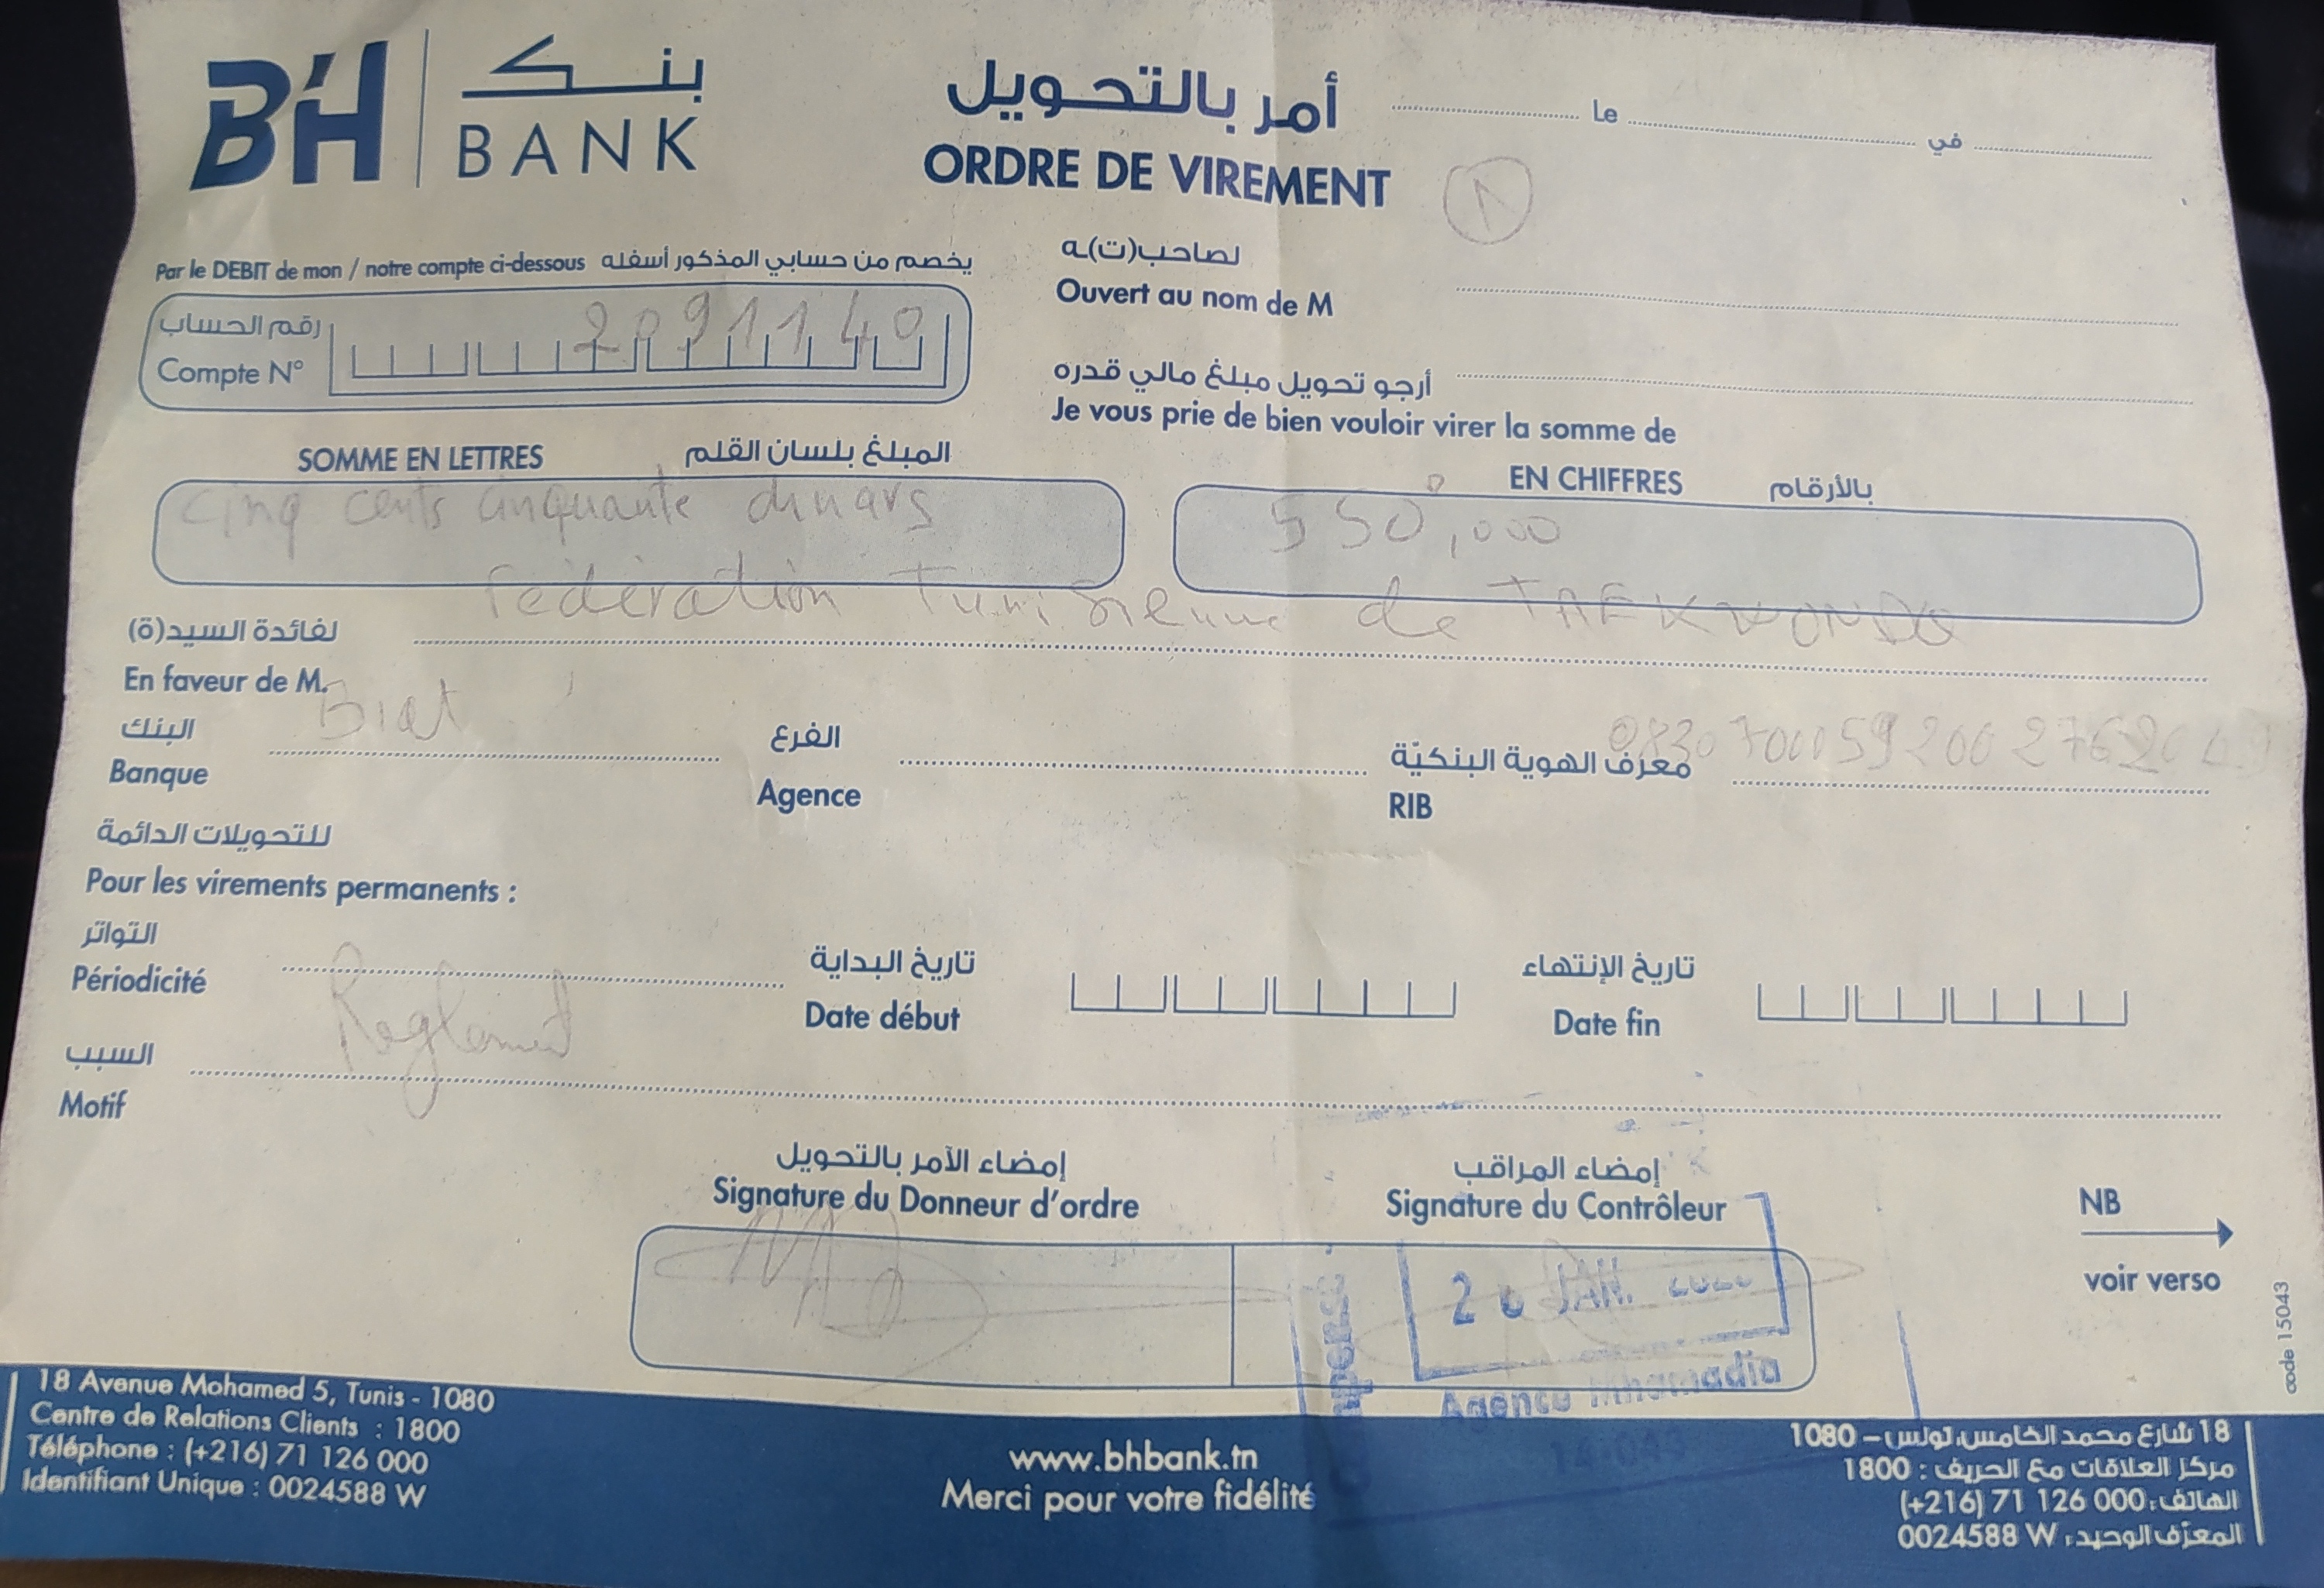 BH بنك
BANK
أمر بالتحويل
ORDRE DE VIREMENT
Le في
N
Par le DEBIT de mon / notre compte ci-dessous يخصم من حسابي المذكور أسفله
رقم الحساب
Compte N° 2091140
لصاحب(ت)ـه
Ouvert au nom de M
أرجو تحويل مبلغ مالي قدره
Je vous prie de bien vouloir virer la somme de
SOMME EN LETTRES المبلغ بلسان القلم
EN CHIFFRES بالأرقام
cinq cents cinquante dinars
550,000
Fédération Tunisienne de TAEKWONDO
لفائدة السيد(ة)
En faveur de M.
Biat
البنك
Banque
الفرع
Agence
معرف الهوية البنكيّة
RIB
للتحويلات الدائمة
Pour les virements permanents :
التواتر
Périodicité
تاريخ البداية
Date début
تاريخ الإنتهاء
Date fin
Reglement
السبب
Motif
إمضاء الآمر بالتحويل
Signature du Donneur d'ordre
إمضاء المراقب
Signature du Contrôleur
NB
voir verso
JAN.
Agence Mhamadia
code 15043
18 Avenue Mohamed 5, Tunis - 1080
Centre de Relations Clients : 1800
Téléphone : (+216) 71 126 000
Identifiant Unique : 0024588 W
www.bhbank.tn
Merci pour votre fidélité
18 شارع محمد الخامس، تونس – 1080
مركز العلاقات مع الحريف : 1800
الهاتف : 000 126 71 (216+)
المعرّف الوحيد : 0024588 W